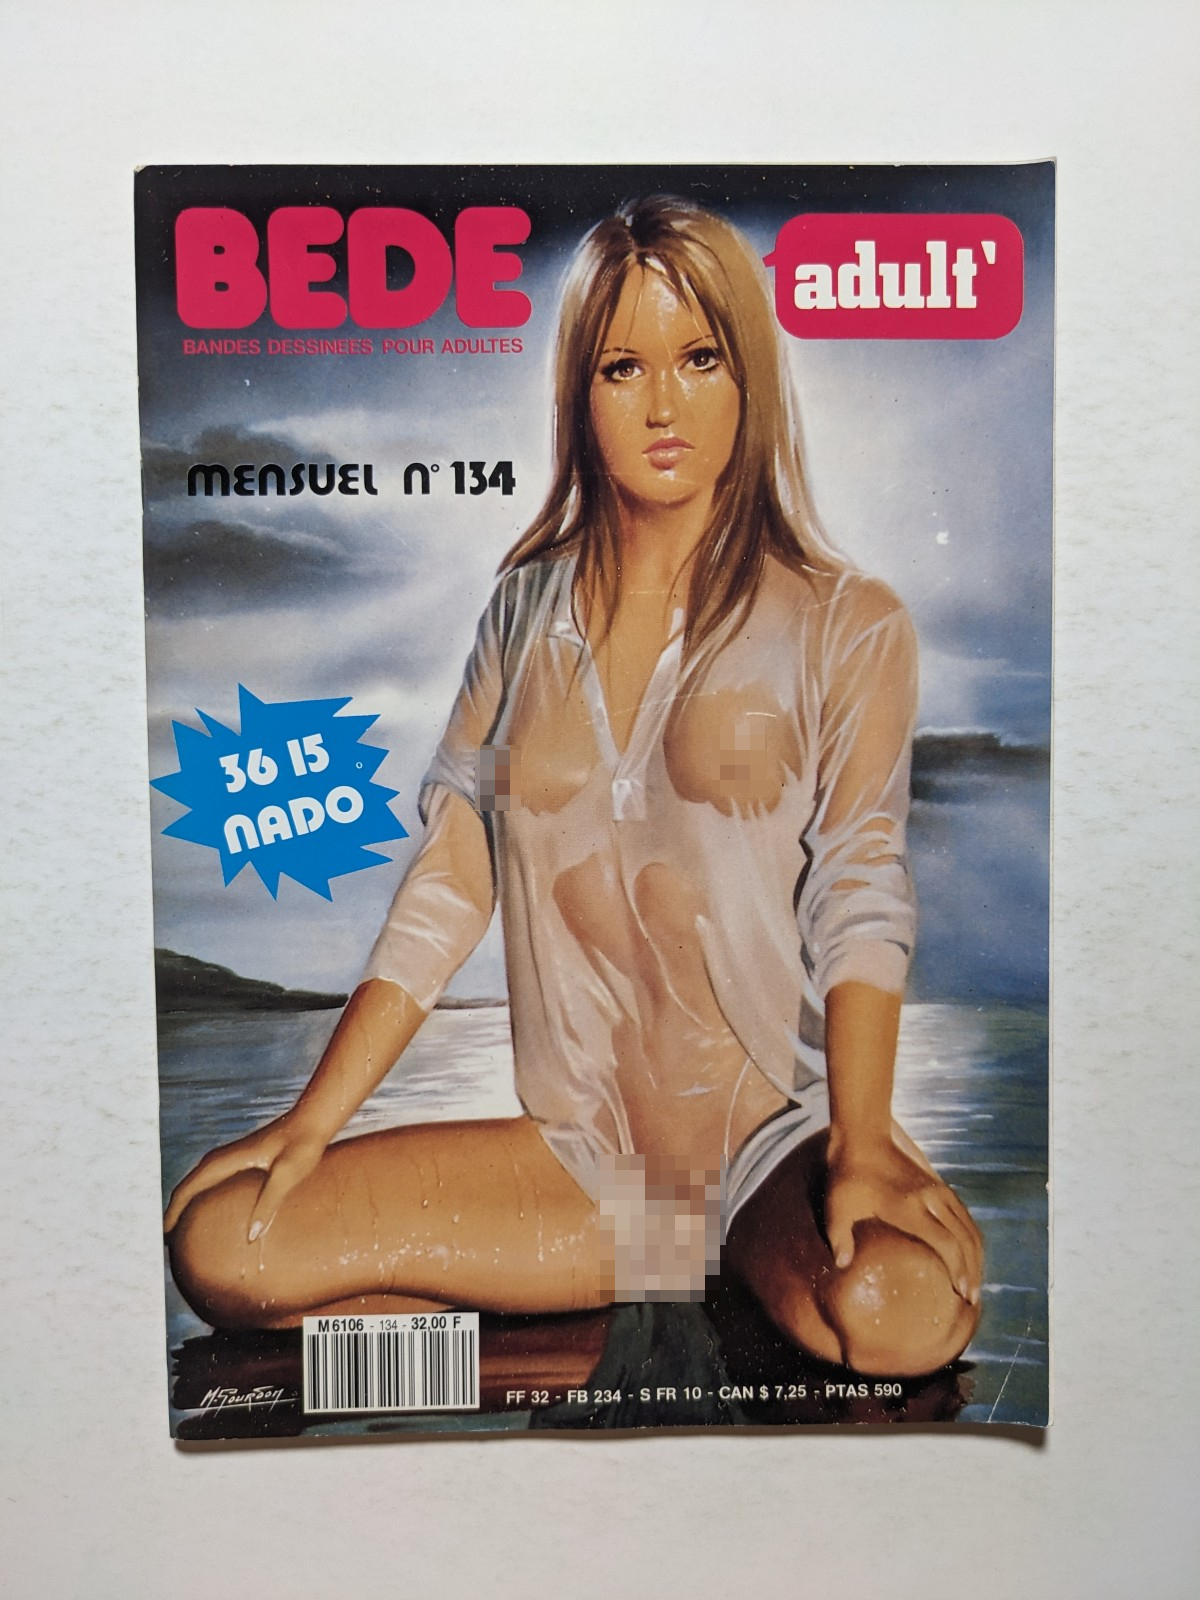 BEDE
adult'
BANDES DESSINEES POUR ADULTES
MENSUEL N° 134
36 15
NADO
M 6106 - 134 - 32,00 F
M. GOURDON
FF 32 - FB 234 - S FR 10 - CAN $ 7,25 - PTAS 590